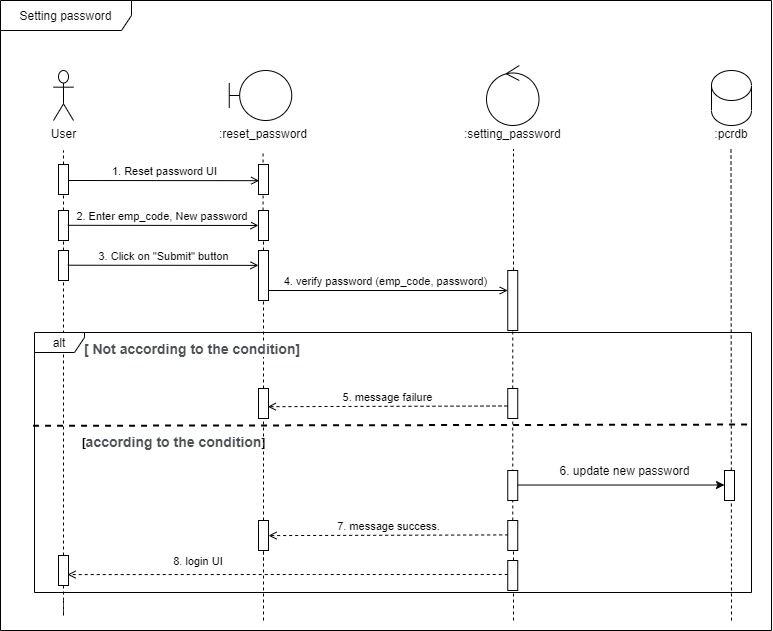 Setting password
User
:reset_password
:setting_password
:pcrdb
1. Reset password UI
2. Enter emp_code, New password
3. Click on "Submit" button
4. verify password (emp_code, password)
alt
[ Not according to the condition]
5. message failure
[according to the condition]
6. update new password
7. message success.
8. login UI